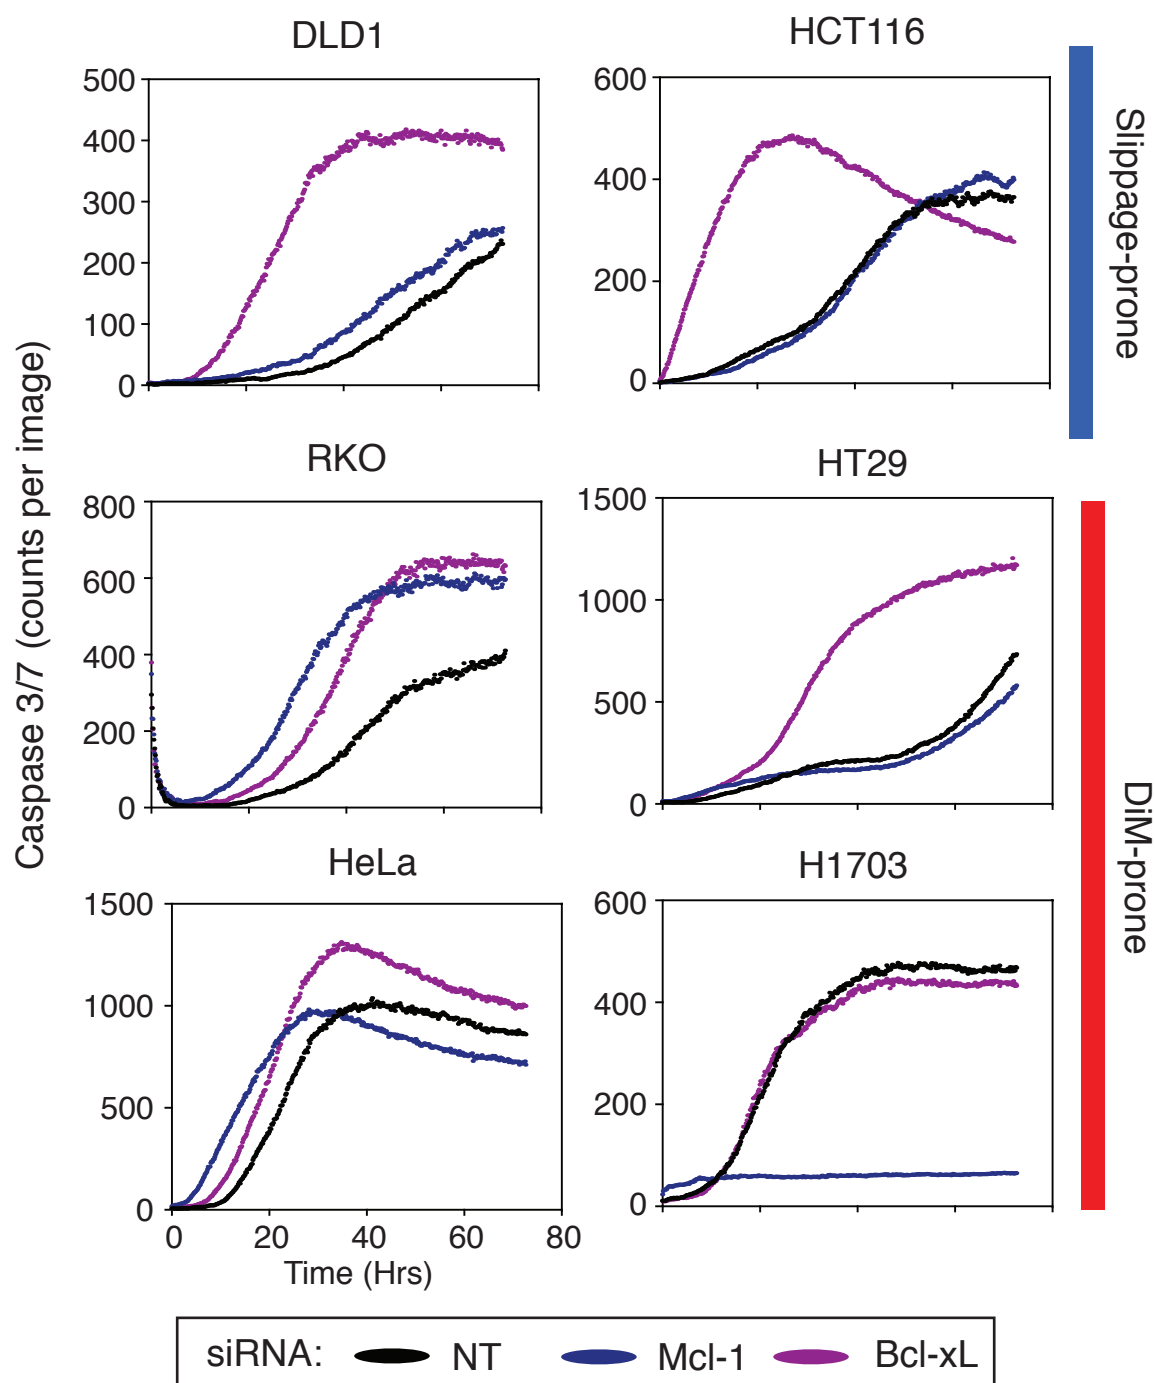 DLD1
HCT116
500
400
300
200
100
0
600
400
200
0
Slippage-prone
Caspase 3/7 (counts per image)
RKO
HT29
800
600
400
200
0
1500
1000
500
0
DiM-prone
HeLa
H1703
1500
1000
500
0
600
400
200
0
0 20 40 60 80
Time (Hrs)
siRNA: NT Mcl-1 Bcl-xL